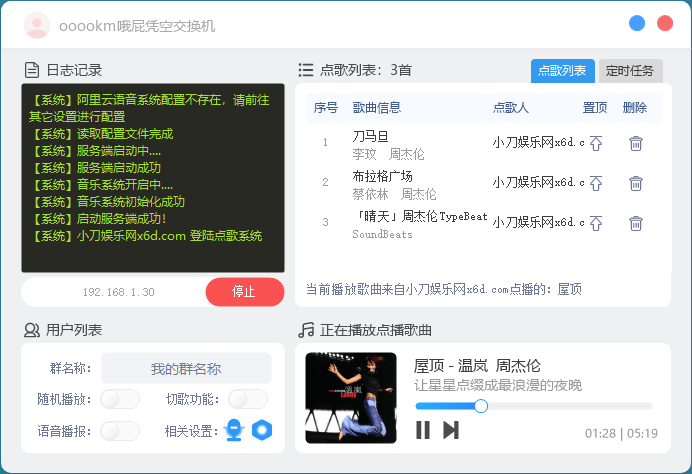 ooookm哦屁凭空交换机
日志记录
【系统】阿里云语音系统配置不存在，请前往
其它设置进行配置
【系统】读取配置文件完成
【系统】服务端启动中....
【系统】服务端启动成功
【系统】音乐系统开启中....
【系统】音乐系统初始化成功
【系统】启动服务端成功！
【系统】小刀娱乐网x6d.com 登陆点歌系统
192.168.1.30
停止
点歌列表：3首
点歌列表
定时任务
序号 歌曲信息 点歌人 置顶 删除
1 刀马旦 小刀娱乐网x6d.c
李玟 周杰伦
2 布拉格广场 小刀娱乐网x6d.c
蔡依林 周杰伦
3 「晴天」周杰伦TypeBeat 小刀娱乐网x6d.c
SoundBeats
当前播放歌曲来自小刀娱乐网x6d.com点播的：屋顶
用户列表
群名称： 我的群名称
随机播放： 切歌功能：
语音播报： 相关设置：
正在播放点播歌曲
屋顶 - 温岚 周杰伦
让星星点缀成最浪漫的夜晚
01:28 | 05:19